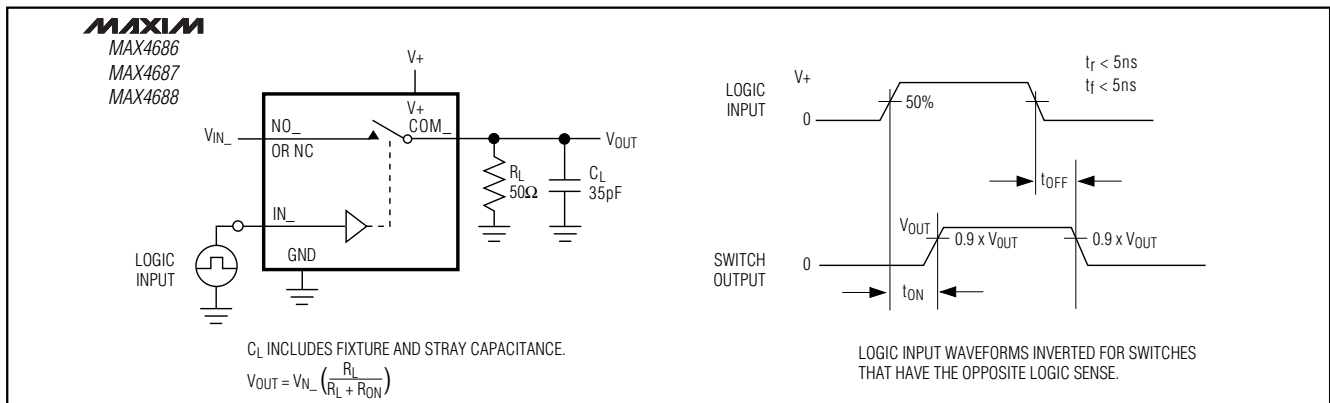 MAXIM
MAX4686
MAX4687
MAX4688
V+
V+
VIN_
NO_
OR NC
COM_
VOUT
RL
50Ω
CL
35pF
IN_
GND
LOGIC
INPUT
CL INCLUDES FIXTURE AND STRAY CAPACITANCE.
VOUT = VN_ (RL / RL + RON)
LOGIC
INPUT
V+
0
50%
tr < 5ns
tf < 5ns
tOFF
SWITCH
OUTPUT
VOUT
0
0.9 x VOUT
0.9 x VOUT
tON
LOGIC INPUT WAVEFORMS INVERTED FOR SWITCHES
THAT HAVE THE OPPOSITE LOGIC SENSE.